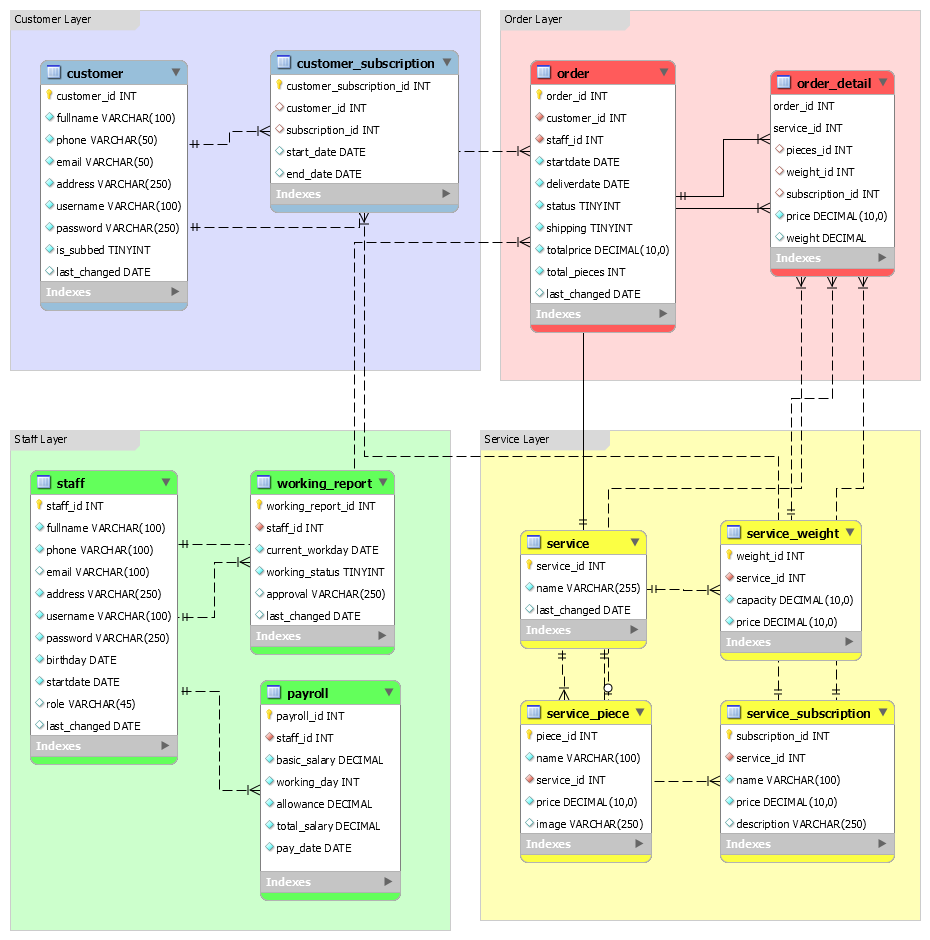 Customer Layer
customer
customer_id INT
fullname VARCHAR(100)
phone VARCHAR(50)
email VARCHAR(50)
address VARCHAR(250)
username VARCHAR(100)
password VARCHAR(250)
is_subbed TINYINT
last_changed DATE
Indexes
customer_subscription
customer_subscription_id INT
customer_id INT
subscription_id INT
start_date DATE
end_date DATE
Indexes
Order Layer
order
order_id INT
customer_id INT
staff_id INT
startdate DATE
deliverdate DATE
status TINYINT
shipping TINYINT
totalprice DECIMAL(10,0)
total_pieces INT
last_changed DATE
Indexes
order_detail
order_id INT
service_id INT
pieces_id INT
weight_id INT
subscription_id INT
price DECIMAL(10,0)
weight DECIMAL
Indexes
Staff Layer
staff
staff_id INT
fullname VARCHAR(100)
phone VARCHAR(100)
email VARCHAR(100)
address VARCHAR(250)
username VARCHAR(100)
password VARCHAR(250)
birthday DATE
startdate DATE
role VARCHAR(45)
last_changed DATE
Indexes
working_report
working_report_id INT
staff_id INT
current_workday DATE
working_status TINYINT
approval VARCHAR(250)
last_changed DATE
Indexes
payroll
payroll_id INT
staff_id INT
basic_salary DECIMAL
working_day INT
allowance DECIMAL
total_salary DECIMAL
pay_date DATE
Indexes
Service Layer
service
service_id INT
name VARCHAR(255)
last_changed DATE
Indexes
service_weight
weight_id INT
service_id INT
capacity DECIMAL(10,0)
price DECIMAL(10,0)
Indexes
service_piece
piece_id INT
name VARCHAR(100)
service_id INT
price DECIMAL(10,0)
image VARCHAR(250)
Indexes
service_subscription
subscription_id INT
service_id INT
name VARCHAR(100)
price DECIMAL(10,0)
description VARCHAR(250)
Indexes